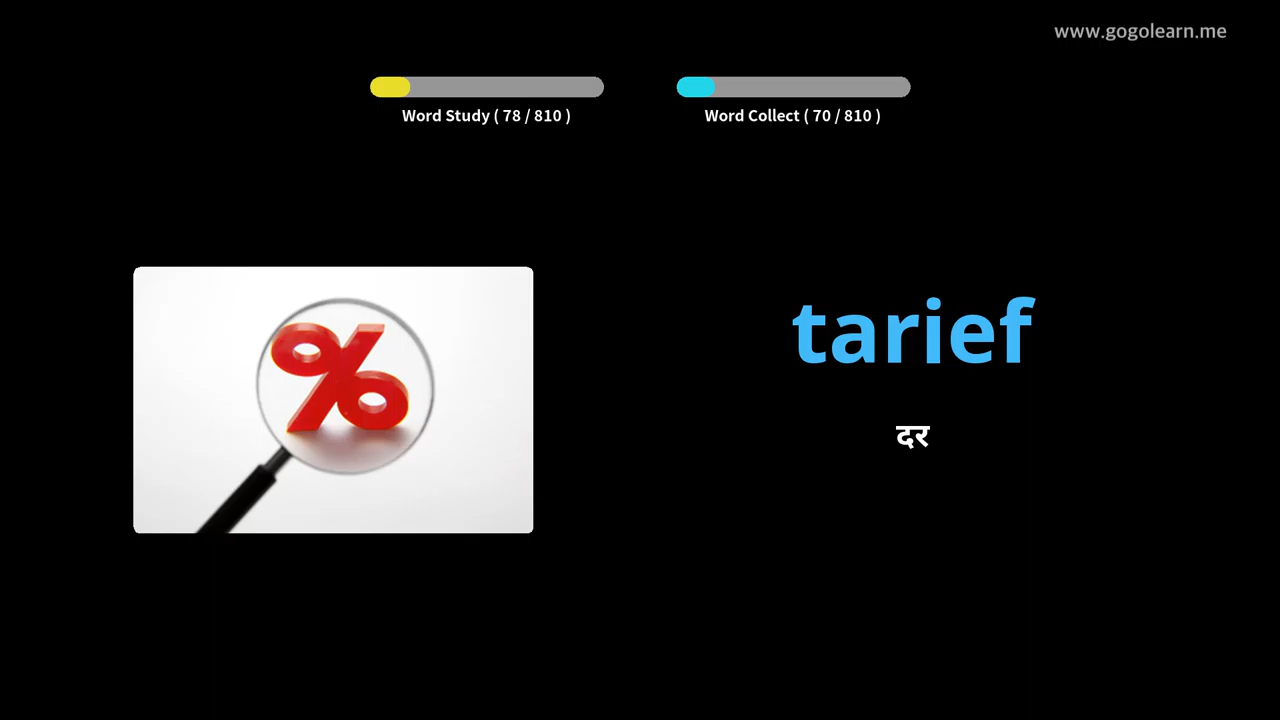 www.gogolearn.me
Word Study ( 78 / 810 )
Word Collect ( 70 / 810 )
%
tarief
दर